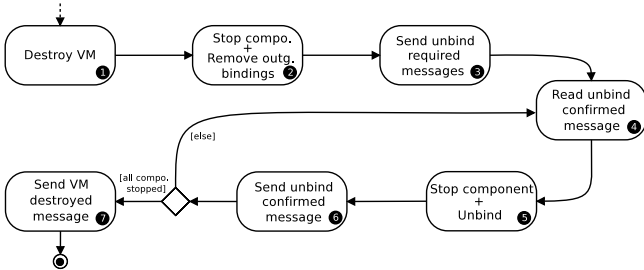 Destroy VM
1
Stop compo.
+
Remove outg.
bindings
2
Send unbind
required
messages
3
Read unbind
confirmed
message
4
[else]
Stop component
+
Unbind
5
Send unbind
confirmed
message
6
[all compo.
stopped]
Send VM
destroyed
message
7